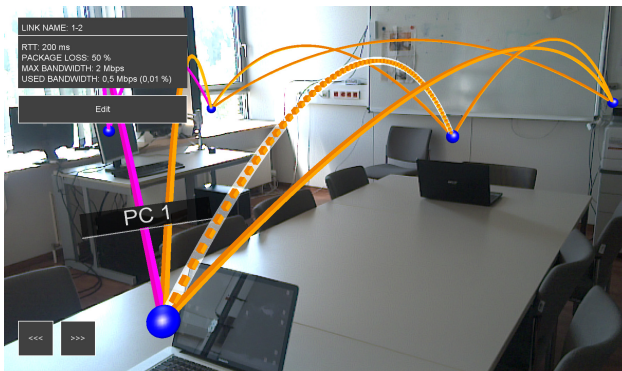 LINK NAME: 1-2
RTT: 200 ms
PACKAGE LOSS: 50 %
MAX BANDWIDTH: 2 Mbps
USED BANDWIDTH: 0,5 Mbps (0,01 %)
Edit
PC 1
<<<
>>>